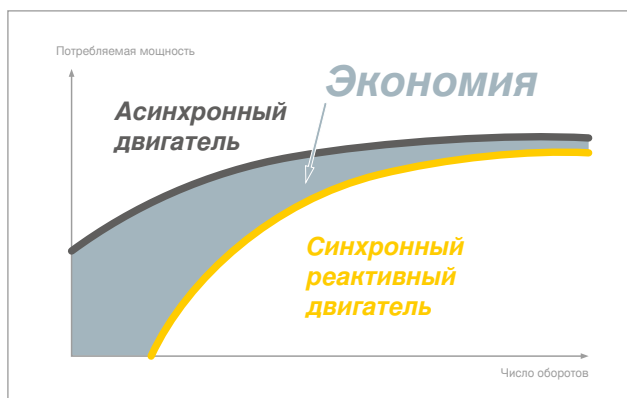 Потребляемая мощность
Экономия
Асинхронный
двигатель
Синхронный
реактивный
двигатель
Число оборотов